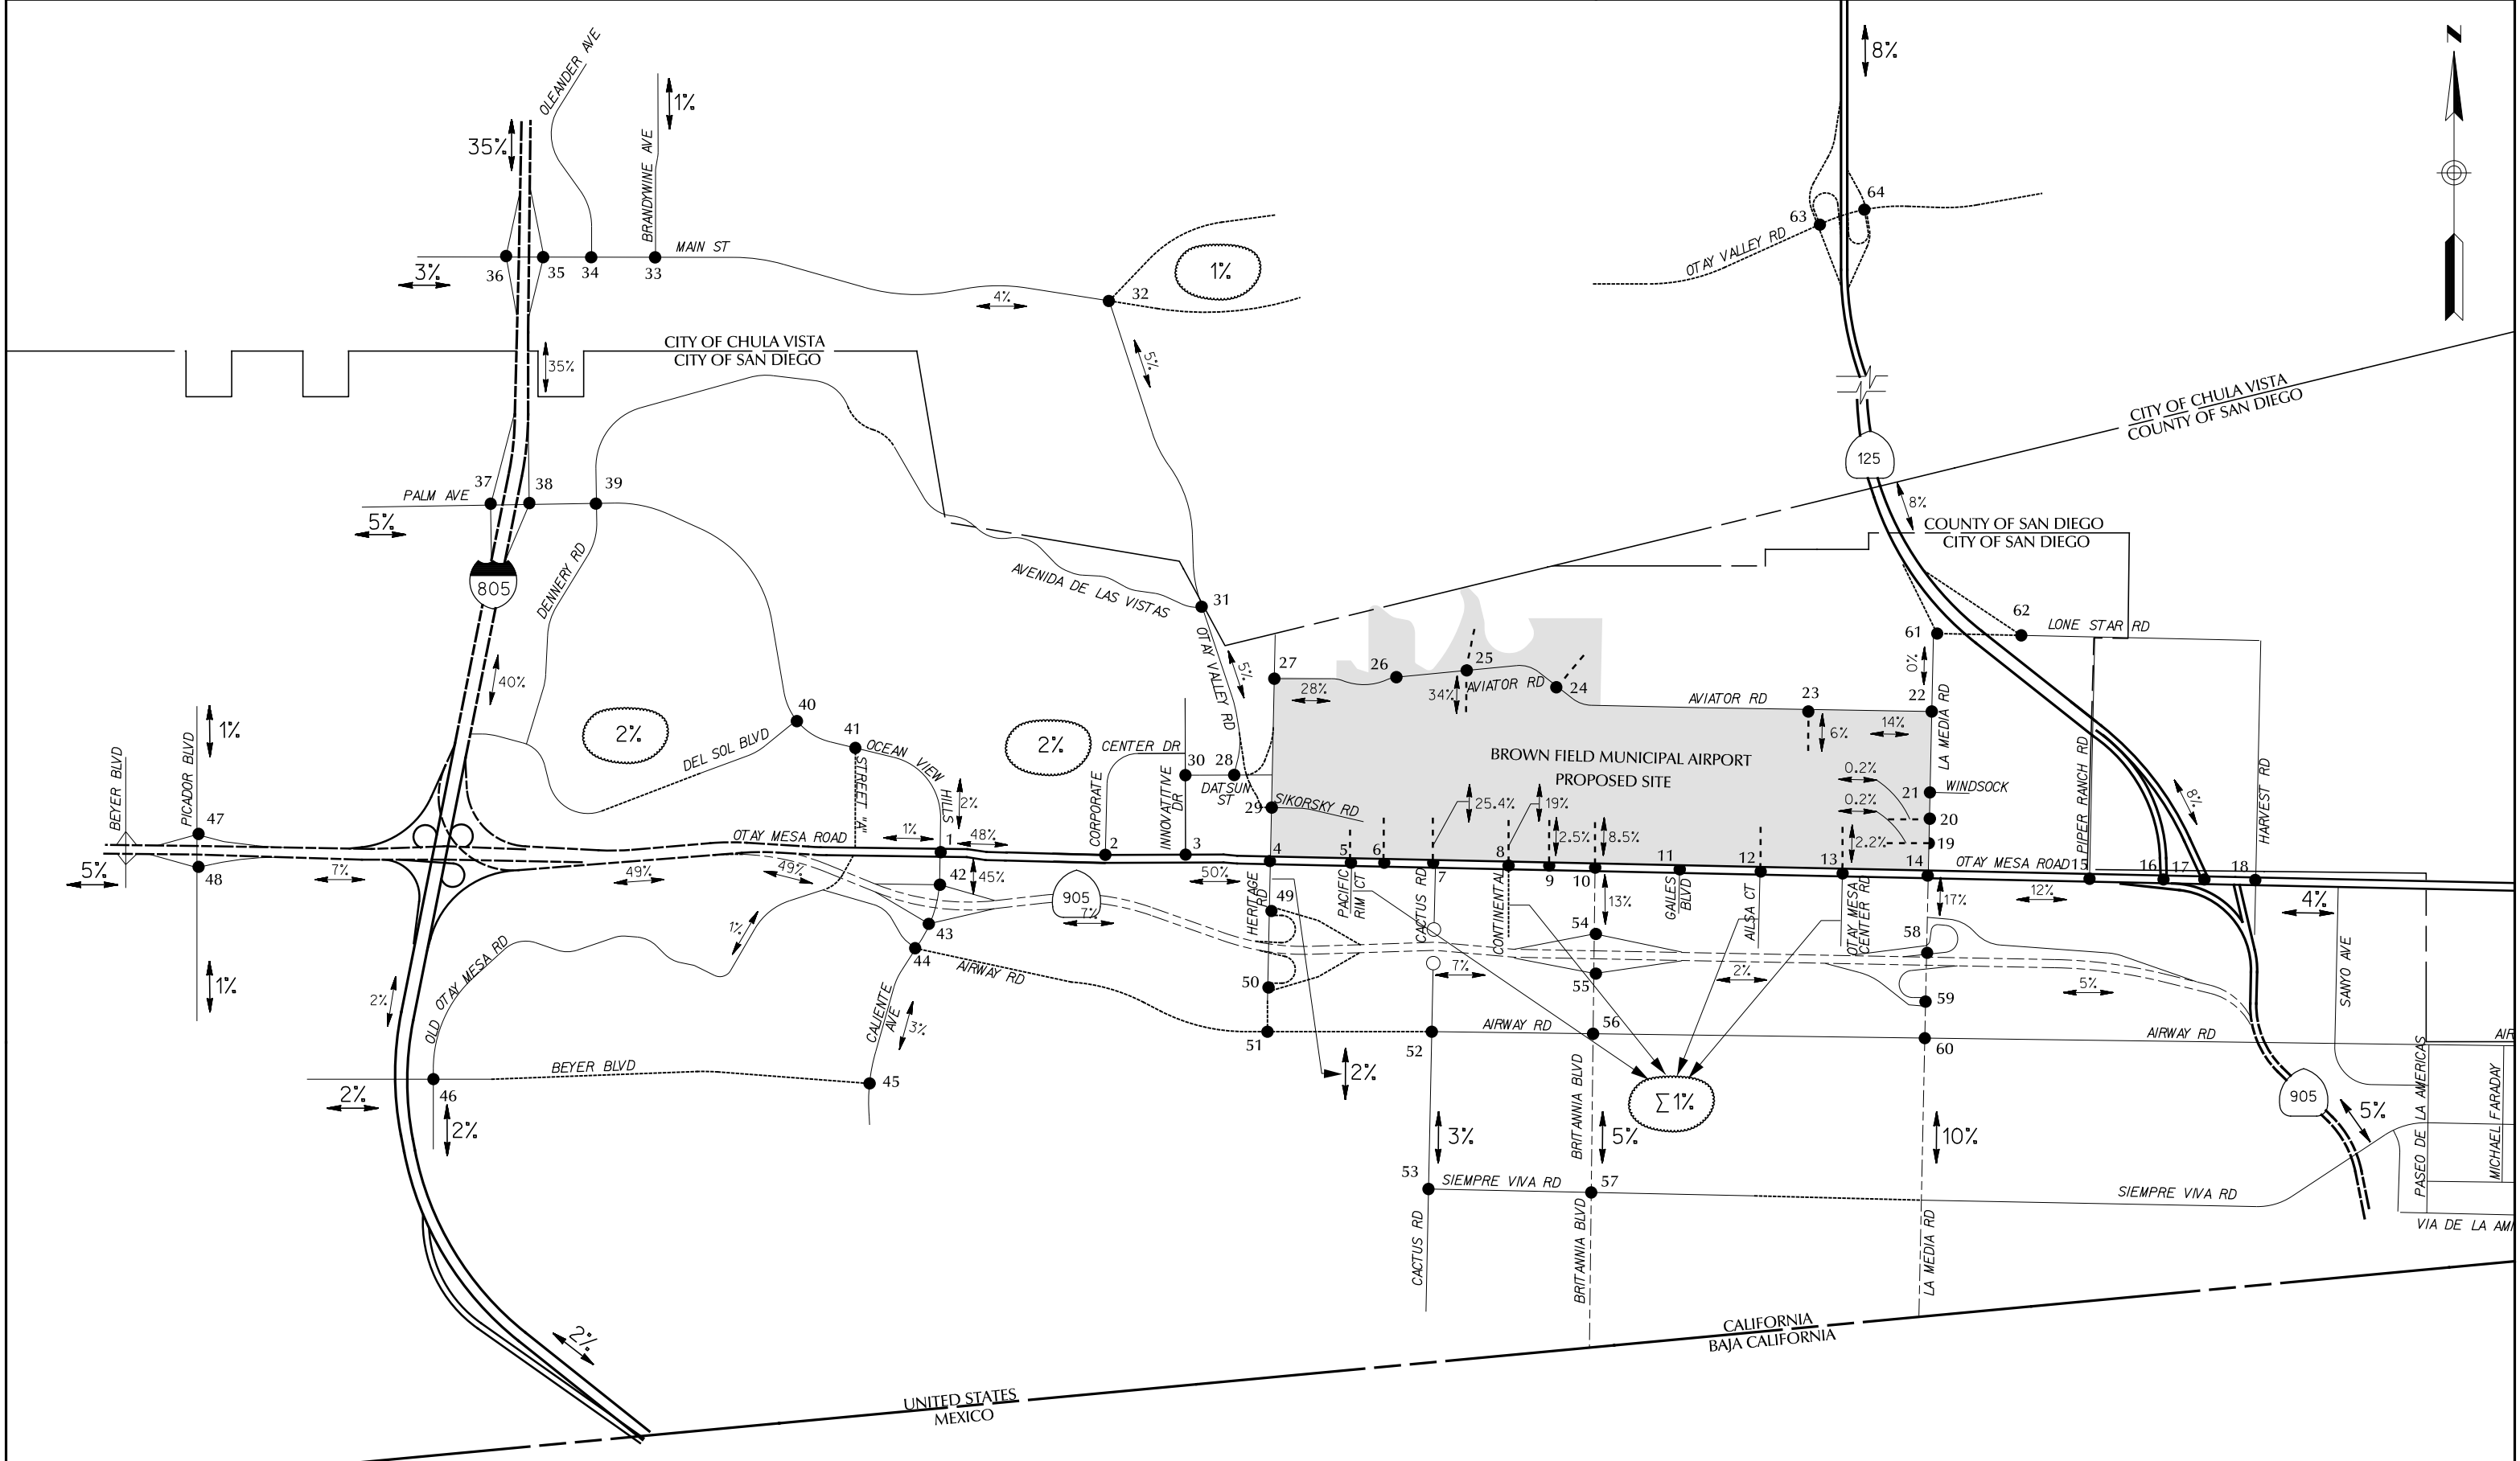 OLEANDER AVE
N
8%
1%
35%
BRANDYWINE AVE
64
63
OTAY VALLEY RD
MAIN ST
36
35
34
33
3%
1%
4%
32
CITY OF CHULA VISTA
CITY OF SAN DIEGO
35%
5%
CITY OF CHULA VISTA
COUNTY OF SAN DIEGO
125
8%
37
38
39
PALM AVE
5%
COUNTY OF SAN DIEGO
CITY OF SAN DIEGO
805
DENNERY RD
AVENIDA DE LAS VISTAS
31
62
61
LONE STAR RD
OTAY VALLEY RD
5%
27
26
25
40%
0%
28%
34%
AVIATOR RD
24
AVIATOR RD
23
22
LA MEDIA RD
1%
2%
40
41
OCEAN
VIEW
HILLS
2%
DEL SOL BLVD
STREET "A"
2%
CENTER DR
30
28
DATSUN
ST
14%
6%
BROWN FIELD MUNICIPAL AIRPORT
PROPOSED SITE
BEYER BLVD
PICADOR BLVD
CORPORATE
INNOVATITIVE
DR
29
SIKORSKY RD
25.4%
19%
0.2%
0.2%
21
WINDSOCK
20
PIPER RANCH RD
8%
HARVEST RD
47
OTAY MESA ROAD
1%
1
48%
2
3
4
5
6
7
8
2.5%
9
8.5%
10
11
12
13
2.2%
14
19
OTAY MESA ROAD
15
16
17
18
48
5%
7%
49%
49%
42
45%
50%
HERITAGE
RD
PACIFIC
RIM CT
CACTUS RD
CONTINENTAL
13%
GAILES
BLVD
AILSA CT
OTAY MESA
CENTER RD
17%
12%
4%
905
7%
49
1%
43
44
54
58
7%
2%
5%
SANYO AVE
1%
2%
OLD OTAY MESA RD
AIRWAY RD
50
55
59
CALIENTE
AVE
3%
51
52
AIRWAY RD
56
60
AIRWAY RD
AIR
BEYER BLVD
46
45
2%
2%
2%
∑1%
905
5%
3%
BRITANNIA BLVD
5%
10%
PASEO DE LA AMERICAS
MICHAEL FARADAY
53
SIEMPRE VIVA RD
57
SIEMPRE VIVA RD
VIA DE LA AMI
CACTUS RD
BRITANNIA BLVD
LA MEDIA RD
2%
CALIFORNIA
BAJA CALIFORNIA
UNITED STATES
MEXICO